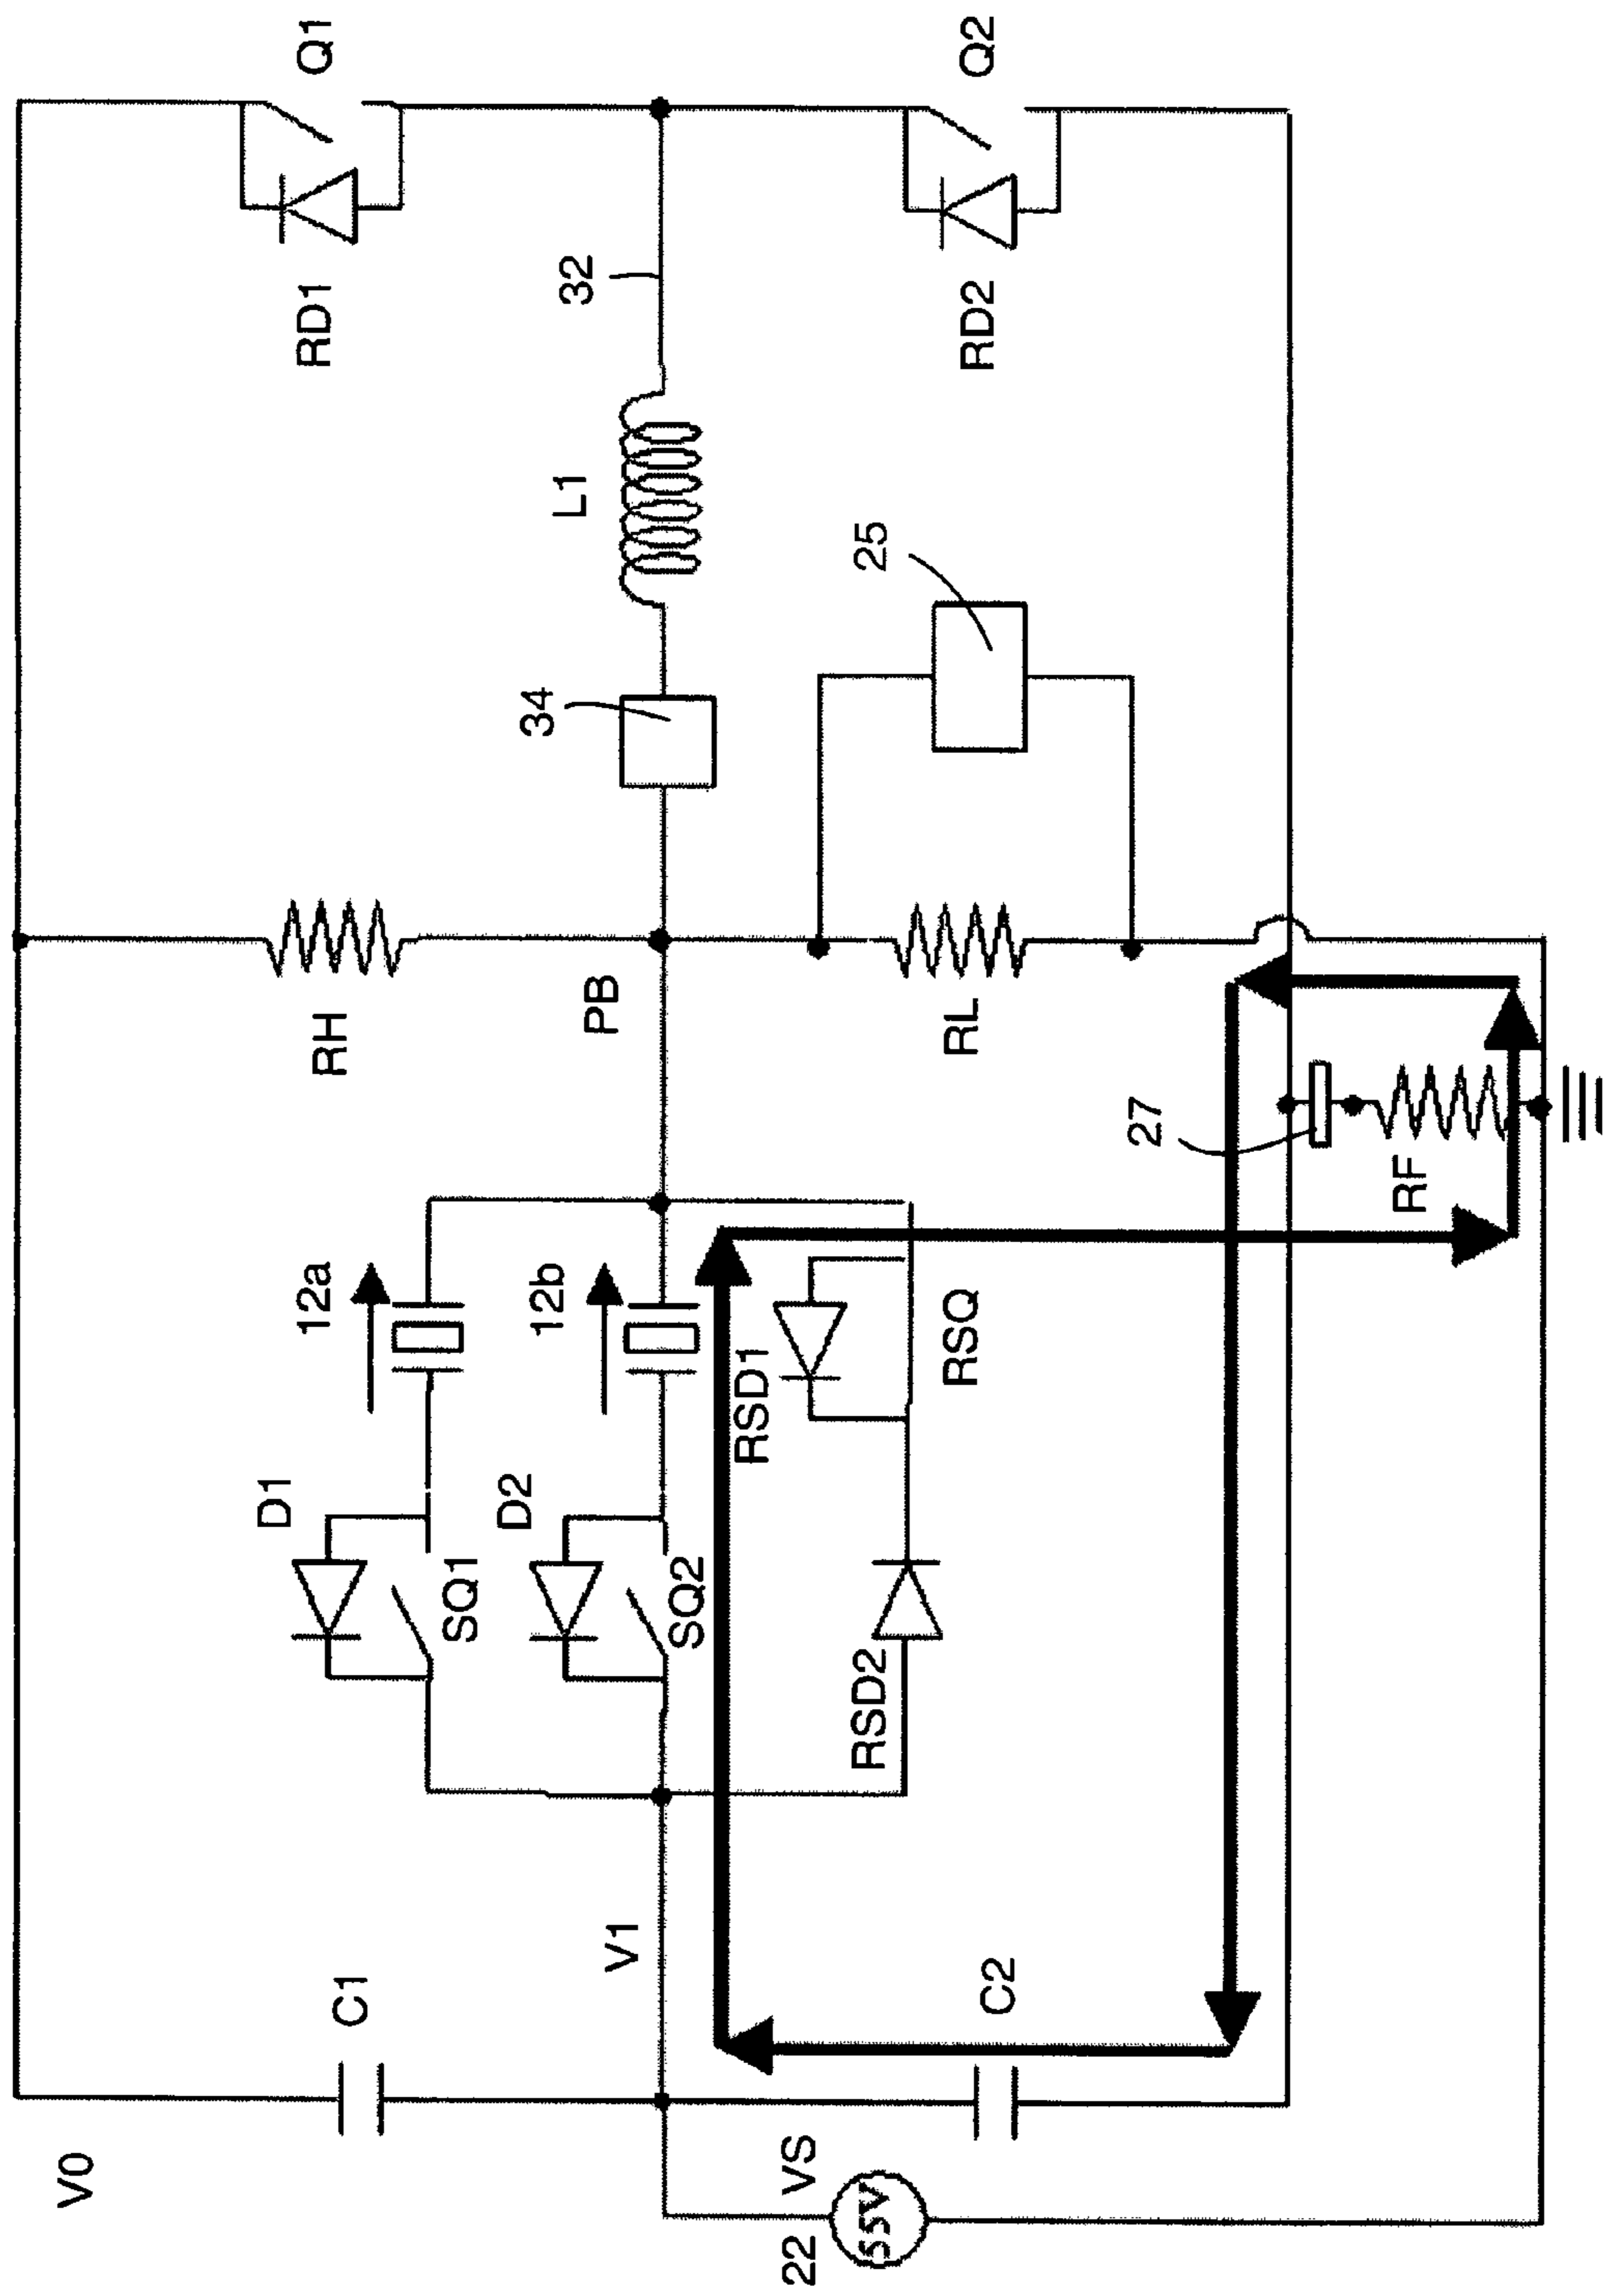 V0
C1
V1
C2
VS
22
55V
D1
SQ1
12a
D2
SQ2
12b
RSD1
RSD2
RSQ
RH
PB
RL
27
RF
34
L1
25
32
RD1
Q1
RD2
Q2